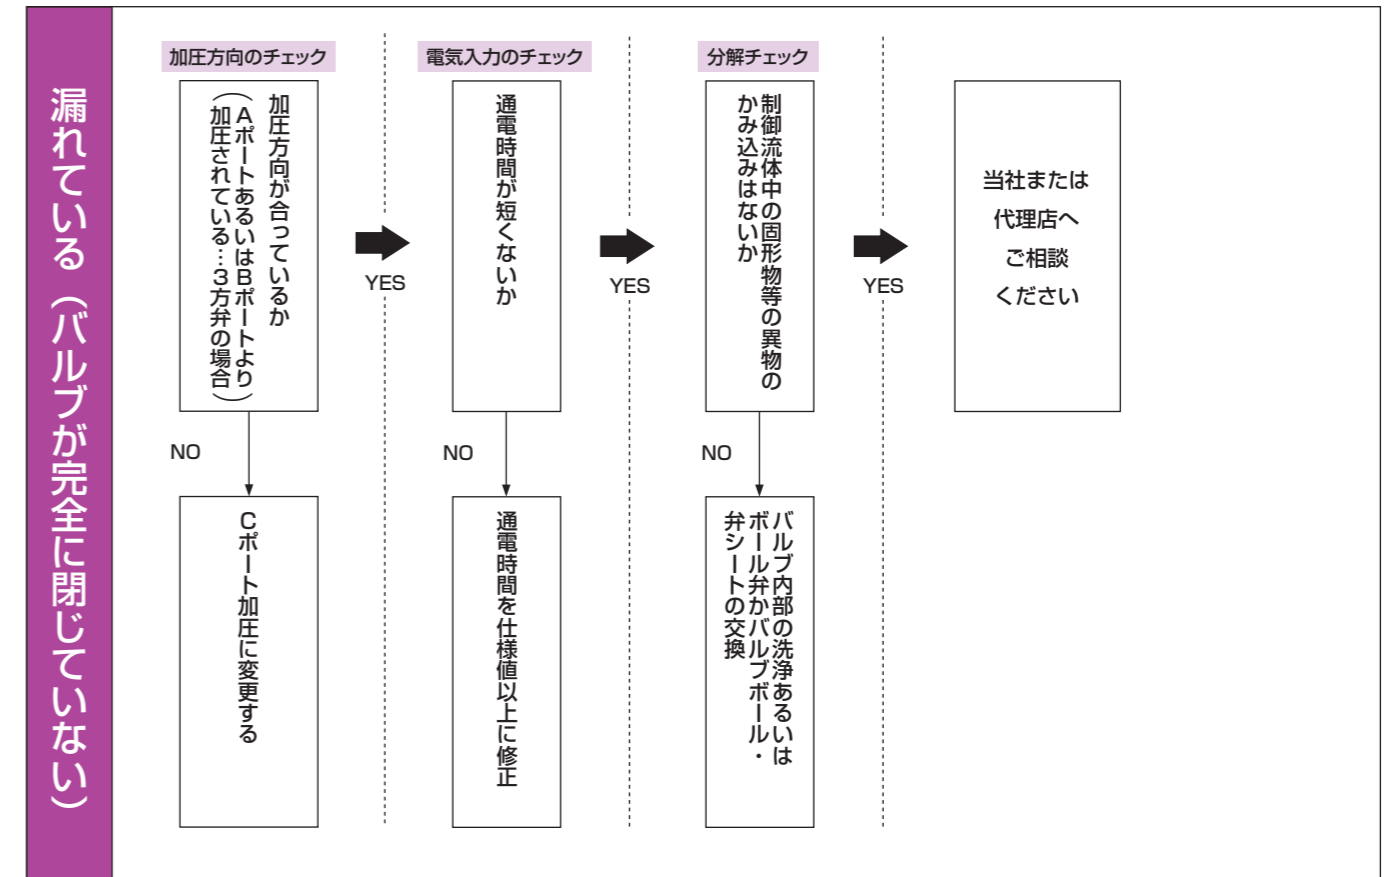 漏れている（バルブが完全に閉じていない）
加圧方向のチェック
加圧方向が合っているか
（ＡポートあるいはＢポートより
加圧されている…３方弁の場合）
YES
NO
Ｃポート加圧に変更する
電気入力のチェック
通電時間が短くないか
YES
NO
通電時間を仕様値以上に修正
分解チェック
制御流体中の固形物等の異物の
かみ込みはないか
YES
NO
バルブ内部の洗浄あるいは
ボール弁かバルブボール・
弁シートの交換
当社または
代理店へ
ご相談
ください